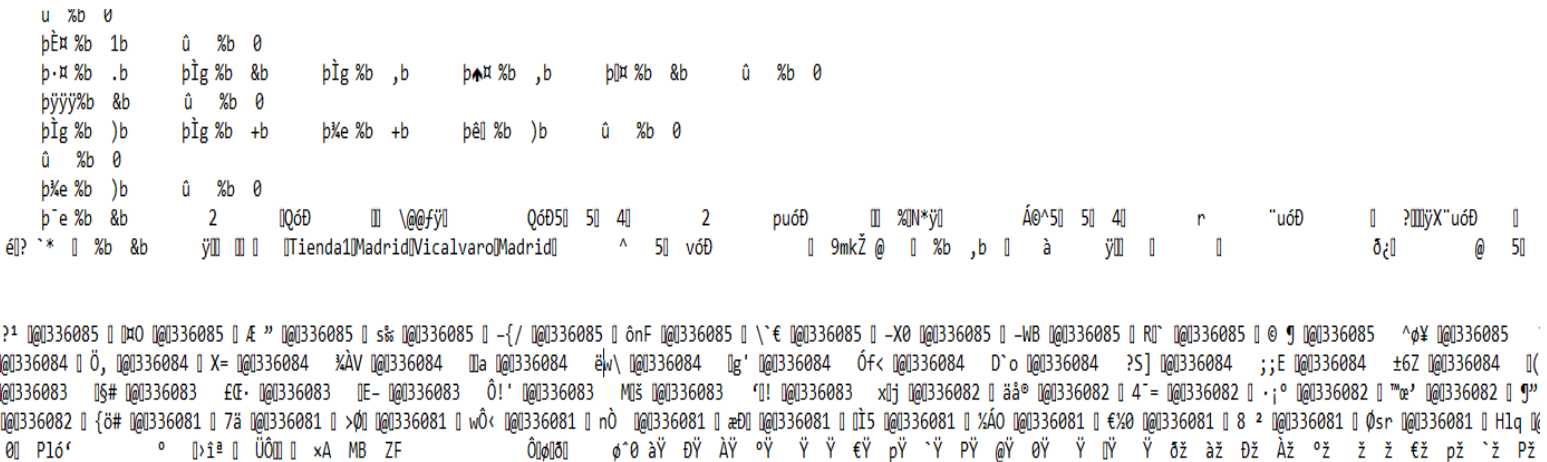 û %b 0
þÈ¤ %b 1b û %b 0
þ·¤ %b .b þÌg %b &b þÌg %b ,b þ♠¤ %b ,b þ▯¤ %b &b û %b 0
þÿÿÿ%b &b û %b 0
þÌg %b )b þÌg %b +b þ¾e %b +b þê▯ %b )b û %b 0
û %b 0
þ¾e %b )b û %b 0
þ¯e %b &b 2 ▯QóÐ ▯▯ \@@ƒÿ▯ QóÐ5▯ 5▯ 4▯ 2 puóÐ ▯▯ %▯N*ÿ▯ Á©^5▯ 5▯ 4▯ r ¨uóÐ ▯ ?▯▯▯ÿX¨uóÐ ▯
é▯? `* ▯ %b &b ÿ▯▯ ▯▯ ▯ ▯Tienda1▯Madrid▯Vicalvaro▯Madrid▯ ^ 5▯ vóÐ ▯ 9mkŽ @ ▯ %b ,b ▯ à ÿ▯▯ ▯ ▯ ð¿▯ @ 5▯
?¹ ▯@▯336085 ▯ ▯¤O ▯@▯336085 ▯ Æ ” ▯@▯336085 ▯ s‰ ▯@▯336085 ▯ –{/ ▯@▯336085 ▯ ônF ▯@▯336085 ▯ \`€ ▯@▯336085 ▯ –X0 ▯@▯336085 ▯ –WB ▯@▯336085 ▯ R▯` ▯@▯336085 ▯ © ¶ ▯@▯336085 ^ø¥ ▯@▯336085
▯@▯336084 ▯ Ö, ▯@▯336084 ▯ X= ▯@▯336084 ¾ÀV ▯@▯336084 ▯▯a ▯@▯336084 ëw\ ▯@▯336084 ▯g' ▯@▯336084 Óf< ▯@▯336084 D`o ▯@▯336084 ?S] ▯@▯336084 ;;E ▯@▯336084 ±6Z ▯@▯336084 ▯(
▯@▯336083 ▯§# ▯@▯336083 £Œ· ▯@▯336083 ▯E– ▯@▯336083 Ô!' ▯@▯336083 M▯š ▯@▯336083 ‘▯! ▯@▯336083 x▯j ▯@▯336082 ▯ äå® ▯@▯336082 ▯ 4¯= ▯@▯336082 ▯ ·¡° ▯@▯336082 ▯ ™œ’ ▯@▯336082 ▯ ¶”
▯@▯336082 ▯ {ö# ▯@▯336081 ▯ 7ä ▯@▯336081 ▯ >Ø▯ ▯@▯336081 ▯ wÔ‹ ▯@▯336081 ▯ nÒ ▯@▯336081 ▯ æÐ▯ ▯@▯336081 ▯ ▯Ì5 ▯@▯336081 ▯ ¼ÁO ▯@▯336081 ▯ €¾0 ▯@▯336081 ▯ 8 ² ▯@▯336081 ▯ Øsr ▯@▯336081 ▯ H1q ▯@
0▯ Pló‘ ° ▯›îª ▯ ÜÔ▯▯ ▯ ×A MB ZF Ô▯ø▯ð▯ øˆ0 àŸ ÐŸ ÀŸ °Ÿ Ÿ Ÿ €Ÿ pŸ `Ÿ PŸ @Ÿ 0Ÿ Ÿ ▯Ÿ Ÿ ðž àž Ðž Àž °ž ž ž €ž pž `ž Pž